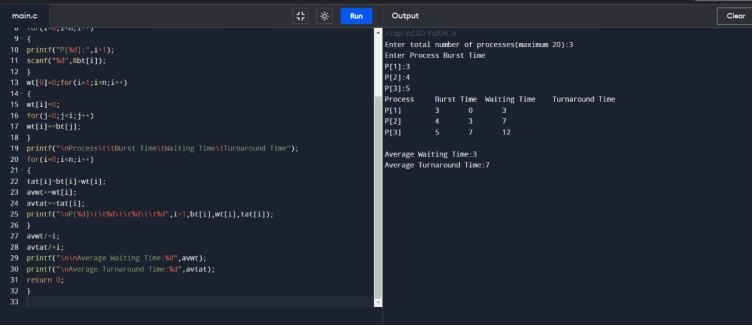 main.c
Run
Output
Clear
8 for(i=0;i<n;i++)
9 {
10 printf("P[%d]:",i+1);
11 scanf("%d",&bt[i]);
12 }
13 wt[0]=0;for(i=1;i<n;i++)
14 {
15 wt[i]=0;
16 for(j=0;j<i;j++)
17 wt[i]+=bt[j];
18 }
19 printf("\nProcess\t\tBurst Time\tWaiting Time\tTurnaround Time");
20 for(i=0;i<n;i++)
21 {
22 tat[i]=bt[i]+wt[i];
23 avwt+=wt[i];
24 avtat+=tat[i];
25 printf("\nP[%d]\t\t%d\t\t%d\t\t%d",i+1,bt[i],wt[i],tat[i]);
26 }
27 avwt/=i;
28 avtat/=i;
29 printf("\n\nAverage Waiting Time:%d",avwt);
30 printf("\nAverage Turnaround Time:%d",avtat);
31 return 0;
32 }
33
/tmp/pI3ZrfsD36.o
Enter total number of processes(maximum 20):3
Enter Process Burst Time
P[1]:3
P[2]:4
P[3]:5
Process Burst Time Waiting Time Turnaround Time
P[1] 3 0 3
P[2] 4 3 7
P[3] 5 7 12
Average Waiting Time:3
Average Turnaround Time:7